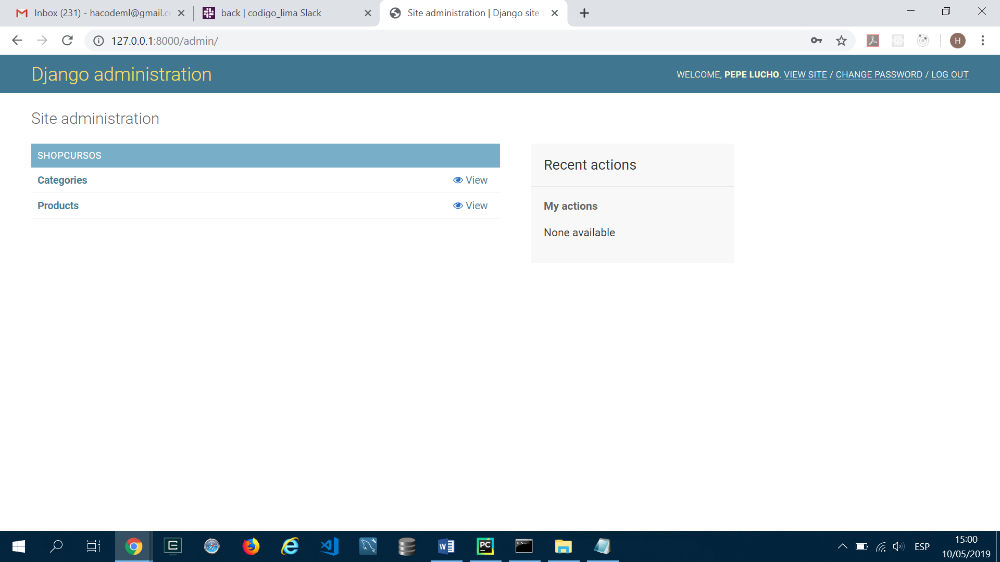 Inbox (231) - hacodeml@gmail.c
back | codigo_lima Slack
Site administration | Django site
127.0.0.1:8000/admin/
H
Django administration
WELCOME, PEPE LUCHO. VIEW SITE / CHANGE PASSWORD / LOG OUT
Site administration
SHOPCURSOS
Categories View
Products View
Recent actions
My actions
None available
ESP
15:00
10/05/2019